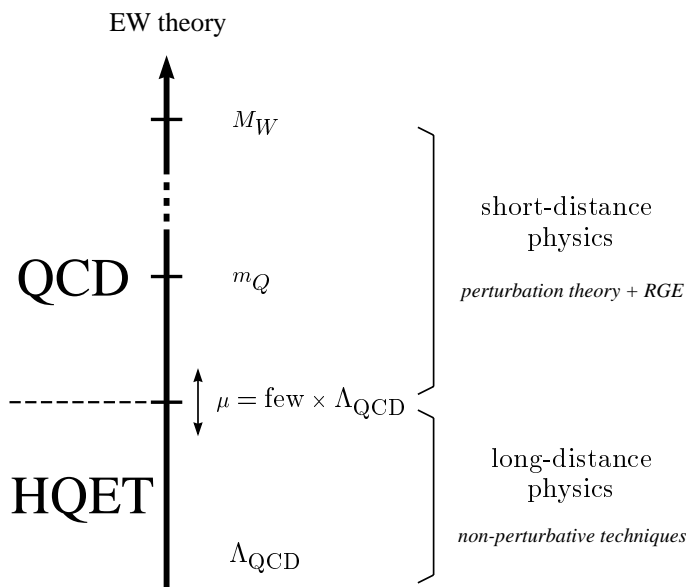 EW theory
M_W
short-distance
physics
QCD
m_Q
perturbation theory + RGE
μ = few × Λ_QCD
long-distance
physics
HQET
non-perturbative techniques
Λ_QCD